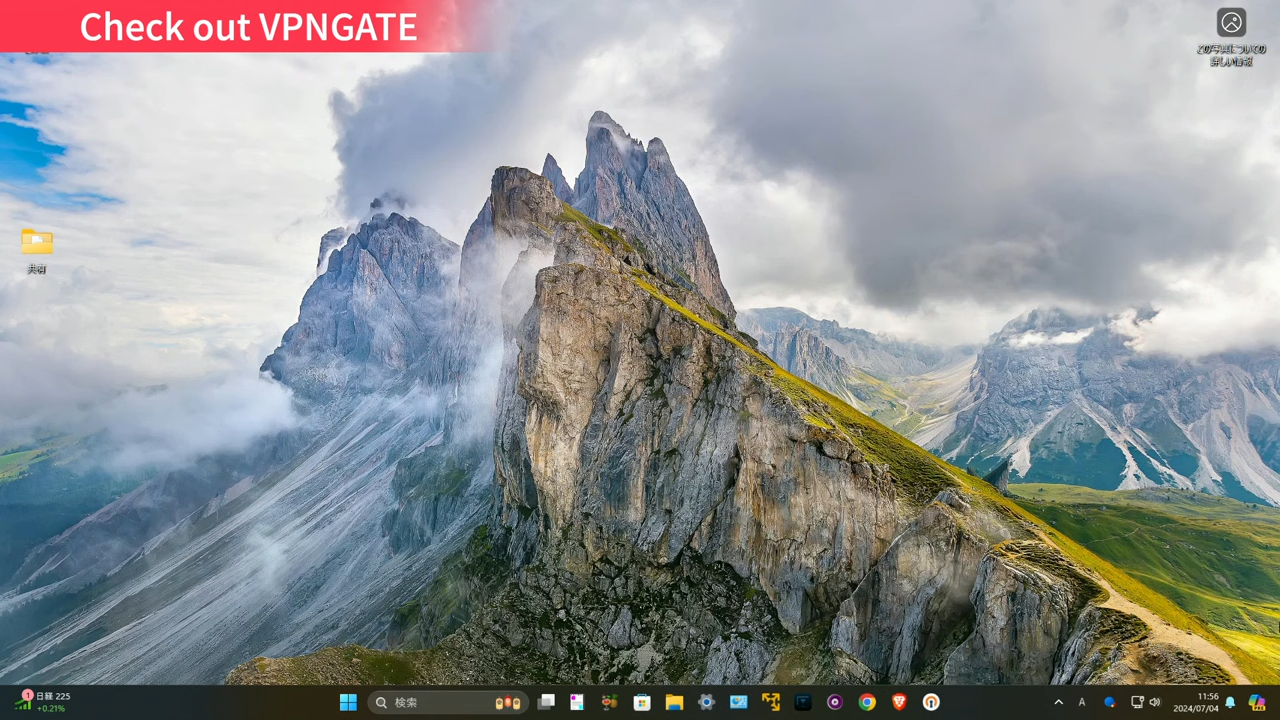 Check out VPNGATE
この写真についての
詳しい情報
共有
1
日経 225
+0.21%
検索
A
11:56
2024/07/04